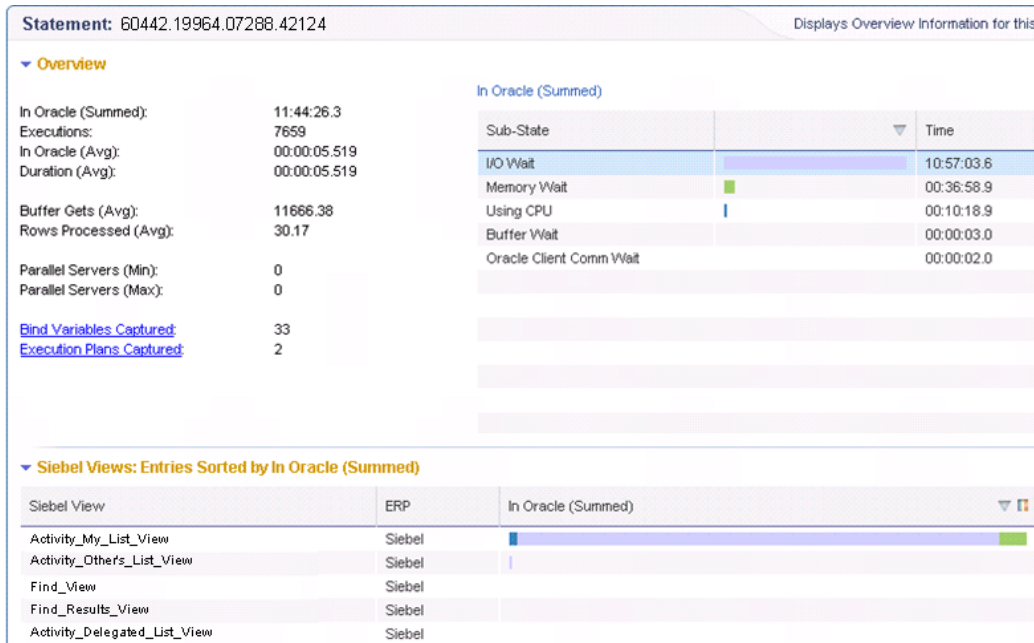 Statement: 60442.19964.07288.42124
Displays Overview Information for this
Overview
In Oracle (Summed): 11:44:26.3
Executions: 7659
In Oracle (Avg): 00:00:05.519
Duration (Avg): 00:00:05.519
Buffer Gets (Avg): 11666.38
Rows Processed (Avg): 30.17
Parallel Servers (Min): 0
Parallel Servers (Max): 0
Bind Variables Captured: 33
Execution Plans Captured: 2
In Oracle (Summed)
Sub-State Time
I/O Wait 10:57:03.6
Memory Wait 00:36:58.9
Using CPU 00:10:18.9
Buffer Wait 00:00:03.0
Oracle Client Comm Wait 00:00:02.0
Siebel Views: Entries Sorted by In Oracle (Summed)
Siebel View ERP In Oracle (Summed)
Activity_My_List_View Siebel
Activity_Other's_List_View Siebel
Find_View Siebel
Find_Results_View Siebel
Activity_Delegated_List_View Siebel